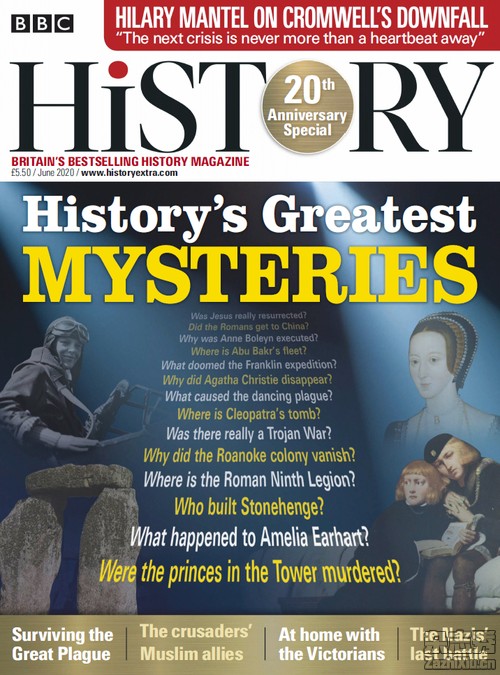 BBC
HILARY MANTEL ON CROMWELL'S DOWNFALL
"The next crisis is never more than a heartbeat away"
HiSTORY
20th
Anniversary
Special
BRITAIN'S BESTSELLING HISTORY MAGAZINE
£5.50 / June 2020 / www.historyextra.com
History's Greatest
MYSTERIES
Was Jesus really resurrected?
Did the Romans get to China?
Why was Anne Boleyn executed?
Where is Abu Bakr's fleet?
What doomed the Franklin expedition?
Why did Agatha Christie disappear?
What caused the dancing plague?
Where is Cleopatra's tomb?
Was there really a Trojan War?
Why did the Roanoke colony vanish?
Where is the Roman Ninth Legion?
Who built Stonehenge?
What happened to Amelia Earhart?
Were the princes in the Tower murdered?
Surviving the
Great Plague
The crusaders'
Muslim allies
At home with
the Victorians
The Nazis'
last battle
zazhixiu.cn